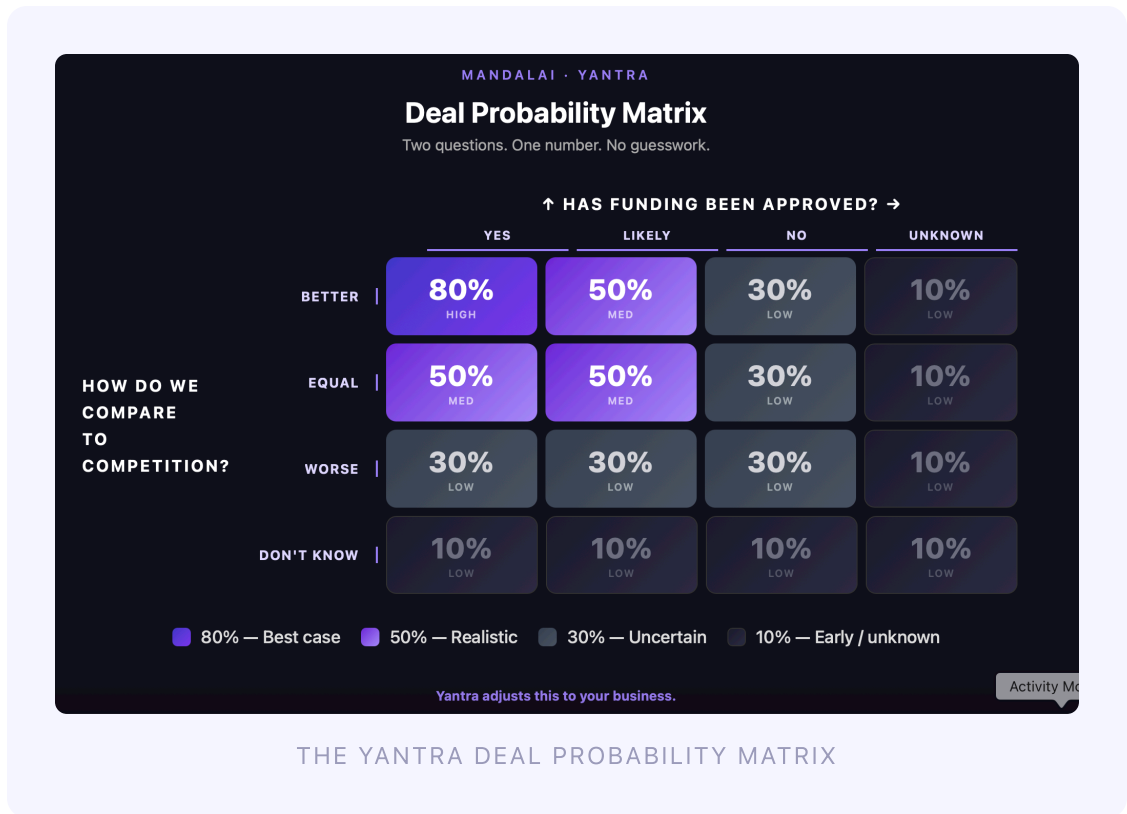 MANDALAI · YANTRA
Deal Probability Matrix
Two questions. One number. No guesswork.
↑ HAS FUNDING BEEN APPROVED? →
YES LIKELY NO UNKNOWN
HOW DO WE
COMPARE
TO
COMPETITION?
BETTER
80% 50% 30% 10%
HIGH MED LOW LOW
EQUAL
50% 50% 30% 10%
MED MED LOW LOW
WORSE
30% 30% 30% 10%
LOW LOW LOW LOW
DON'T KNOW
10% 10% 10% 10%
LOW LOW LOW LOW
80% — Best case 50% — Realistic 30% — Uncertain 10% — Early / unknown
Yantra adjusts this to your business.
Activity
THE YANTRA DEAL PROBABILITY MATRIX